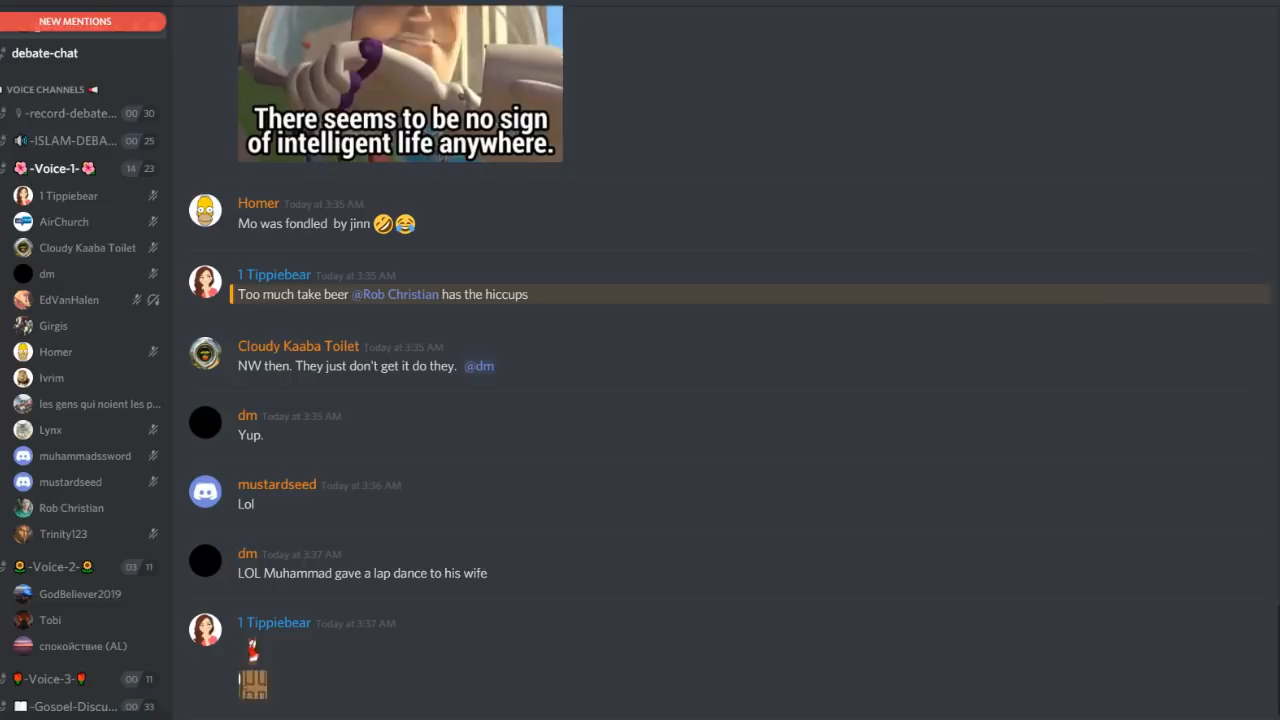 NEW MENTIONS
debate-chat
VOICE CHANNELS
-record-debate... 00 30
-ISLAM-DEBA... 00 25
-Voice-1- 14 23
1 Tippiebear
AirChurch
Cloudy Kaaba Toilet
dm
EdVanHalen
Girgis
Homer
Ivrim
les gens qui noient les p...
Lynx
muhammadssword
mustardseed
Rob Christian
Trinity123
-Voice-2- 03 11
GodBeliever2019
Tobi
спокойствие (AL)
-Voice-3- 00 11
-Gospel-Discu... 00 33
There seems to be no sign
of intelligent life anywhere.
Homer Today at 3:35 AM
Mo was fondled by jinn 🤣😂
1 Tippiebear Today at 3:35 AM
Too much take beer @Rob Christian has the hiccups
Cloudy Kaaba Toilet Today at 3:35 AM
NW then. They just don't get it do they. @dm
dm Today at 3:35 AM
Yup.
mustardseed Today at 3:36 AM
Lol
dm Today at 3:37 AM
LOL Muhammad gave a lap dance to his wife
1 Tippiebear Today at 3:37 AM